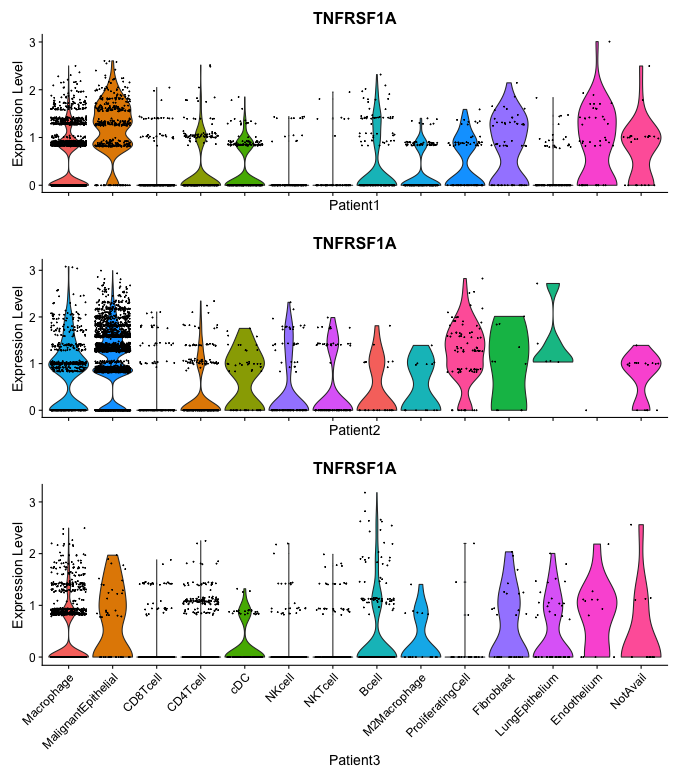 TNFRSF1A
3
2
1
0
Expression Level
Patient1
TNFRSF1A
3
2
1
0
Expression Level
Patient2
TNFRSF1A
3
2
1
0
Expression Level
Macrophage
MalignantEpithelial
CD8Tcell
CD4Tcell
cDC
NKcell
NKTcell
Bcell
M2Macrophage
ProliferatingCell
Fibroblast
LungEpithelium
Endothelium
NotAvail
Patient3